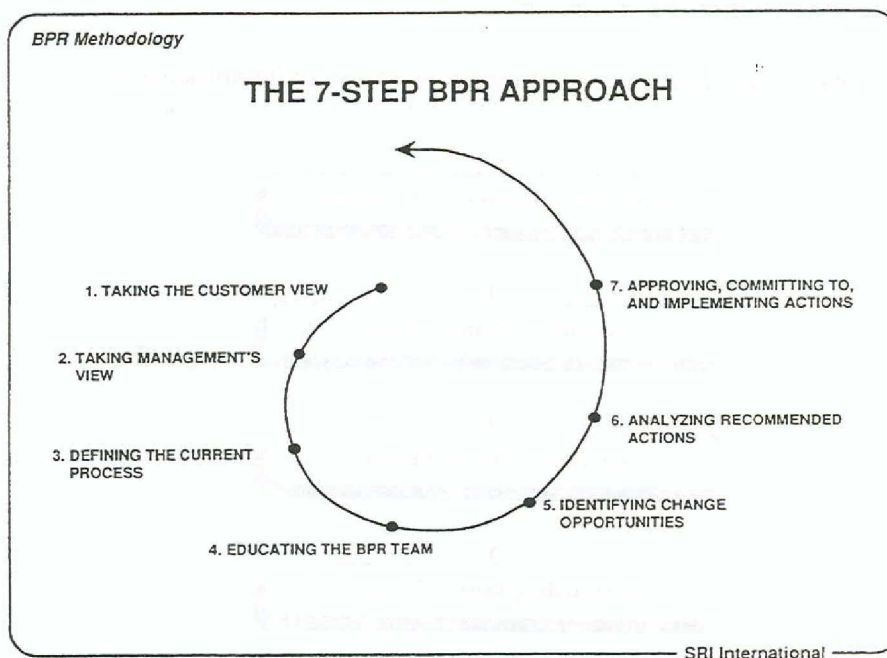 BPR Methodology
THE 7-STEP BPR APPROACH
1. TAKING THE CUSTOMER VIEW
2. TAKING MANAGEMENT'S
VIEW
3. DEFINING THE CURRENT
PROCESS
4. EDUCATING THE BPR TEAM
5. IDENTIFYING CHANGE
OPPORTUNITIES
6. ANALYZING RECOMMENDED
ACTIONS
7. APPROVING, COMMITTING TO,
AND IMPLEMENTING ACTIONS
SRI International